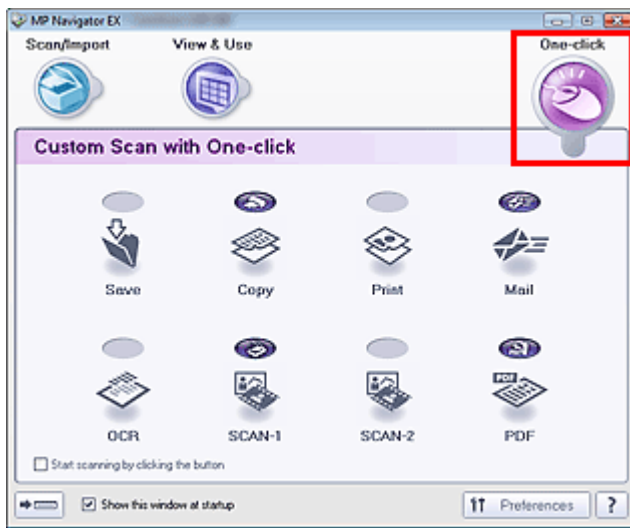 MP Navigator EX
Scan/Import View & Use One-click
Custom Scan with One-click
Save Copy Print Mail
PDF
OCR SCAN-1 SCAN-2 PDF
Start scanning by clicking the button
Show this window at startup Preferences ?